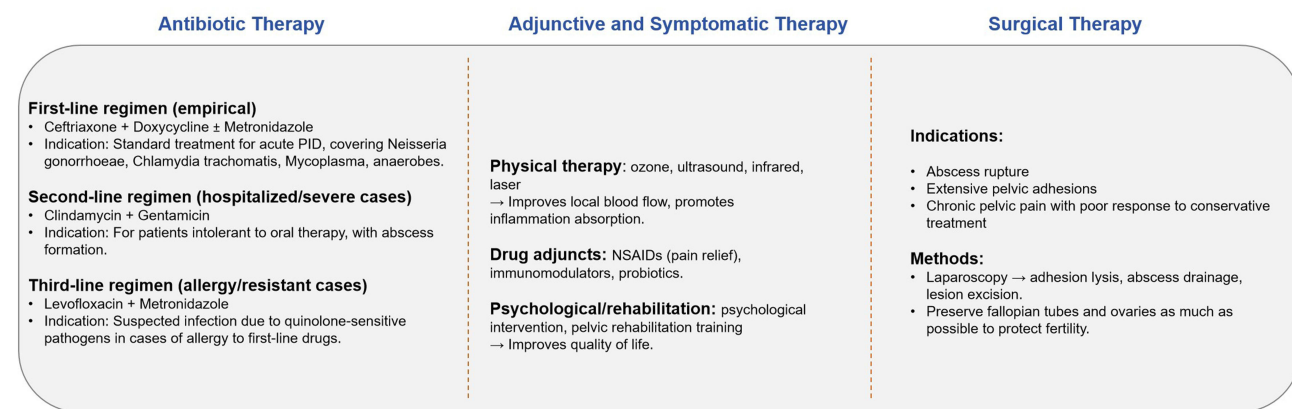 Antibiotic Therapy
First-line regimen (empirical)
• Ceftriaxone + Doxycycline ± Metronidazole
• Indication: Standard treatment for acute PID, covering Neisseria
gonorrhoeae, Chlamydia trachomatis, Mycoplasma, anaerobes.
Second-line regimen (hospitalized/severe cases)
• Clindamycin + Gentamicin
• Indication: For patients intolerant to oral therapy, with abscess
formation.
Third-line regimen (allergy/resistant cases)
• Levofloxacin + Metronidazole
• Indication: Suspected infection due to quinolone-sensitive
pathogens in cases of allergy to first-line drugs.
Adjunctive and Symptomatic Therapy
Physical therapy: ozone, ultrasound, infrared,
laser
→ Improves local blood flow, promotes
inflammation absorption.
Drug adjuncts: NSAIDs (pain relief),
immunomodulators, probiotics.
Psychological/rehabilitation: psychological
intervention, pelvic rehabilitation training
→ Improves quality of life.
Surgical Therapy
Indications:
• Abscess rupture
• Extensive pelvic adhesions
• Chronic pelvic pain with poor response to conservative
treatment
Methods:
• Laparoscopy → adhesion lysis, abscess drainage,
lesion excision.
• Preserve fallopian tubes and ovaries as much as
possible to protect fertility.